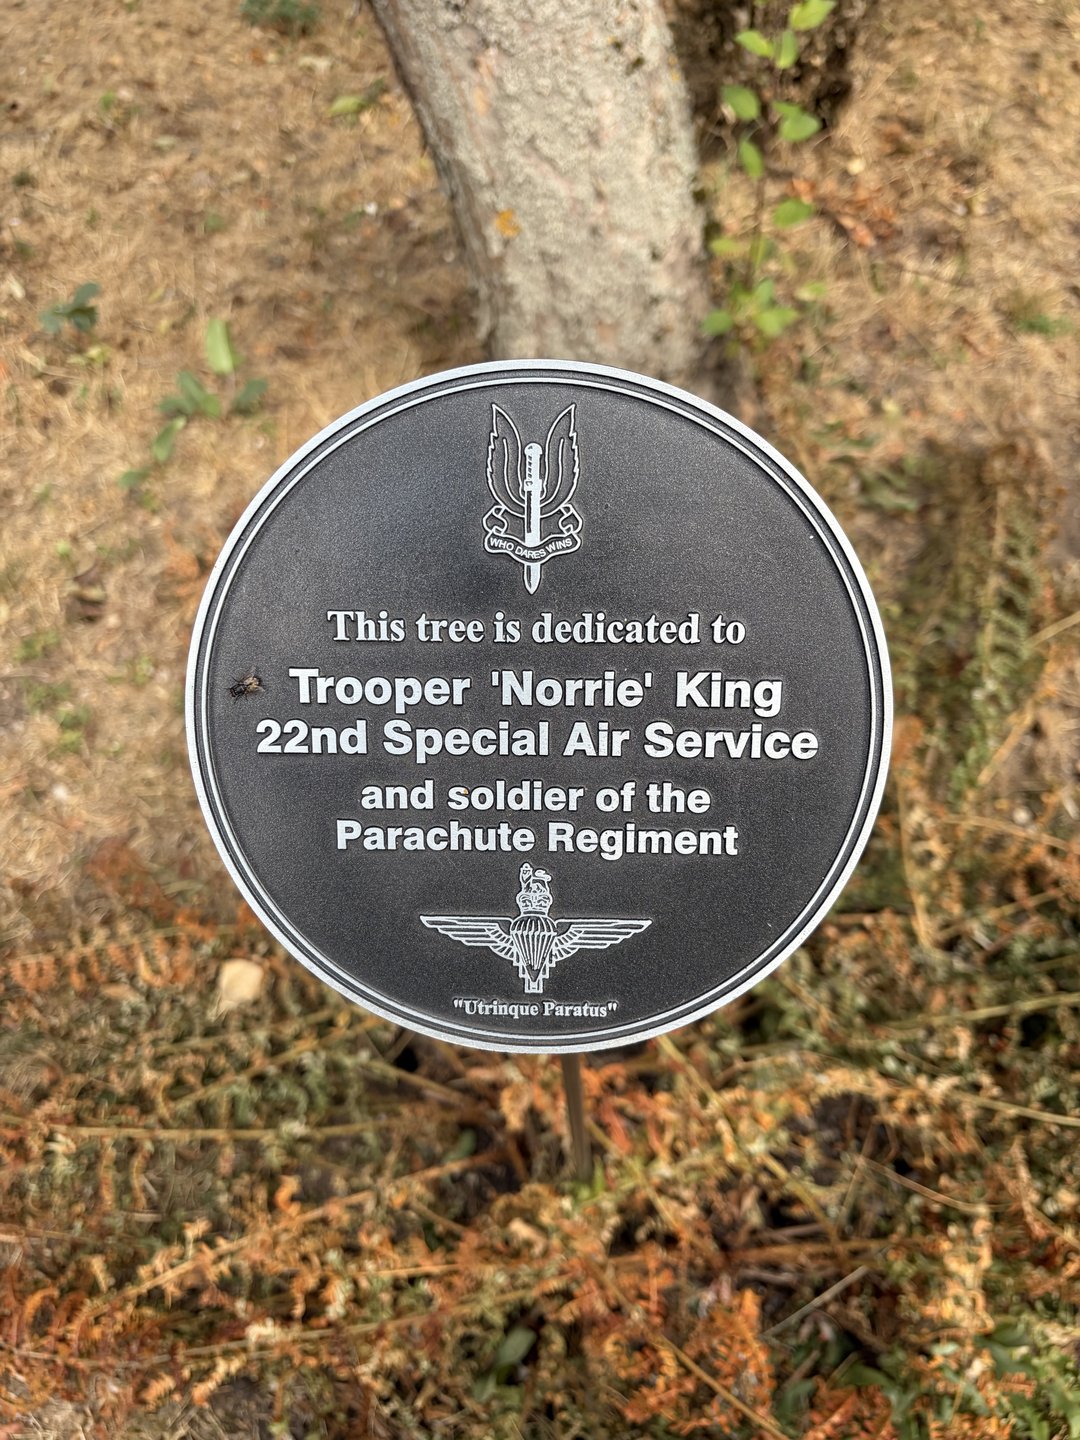 WHO DARES WINS
This tree is dedicated to
Trooper 'Norrie' King
22nd Special Air Service
and soldier of the
Parachute Regiment
"Utrinque Paratus"